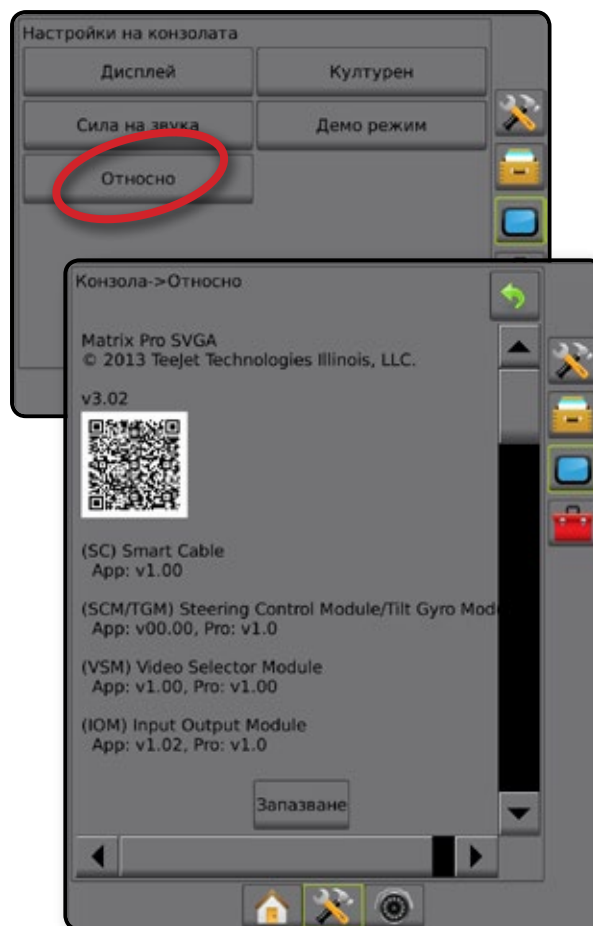 Настройки на конзолата
Дисплей
Културен
Сила на звука
Демо режим
Относно
Конзола->Относно
Matrix Pro SVGA
© 2013 TeeJet Technologies Illinois, LLC.
v3.02
(SC) Smart Cable
App: v1.00
(SCM/TGM) Steering Control Module/Tilt Gyro Mod
App: v00.00, Pro: v1.0
(VSM) Video Selector Module
App: v1.00, Pro: v1.00
(IOM) Input Output Module
App: v1.02, Pro: v1.0
Запазване